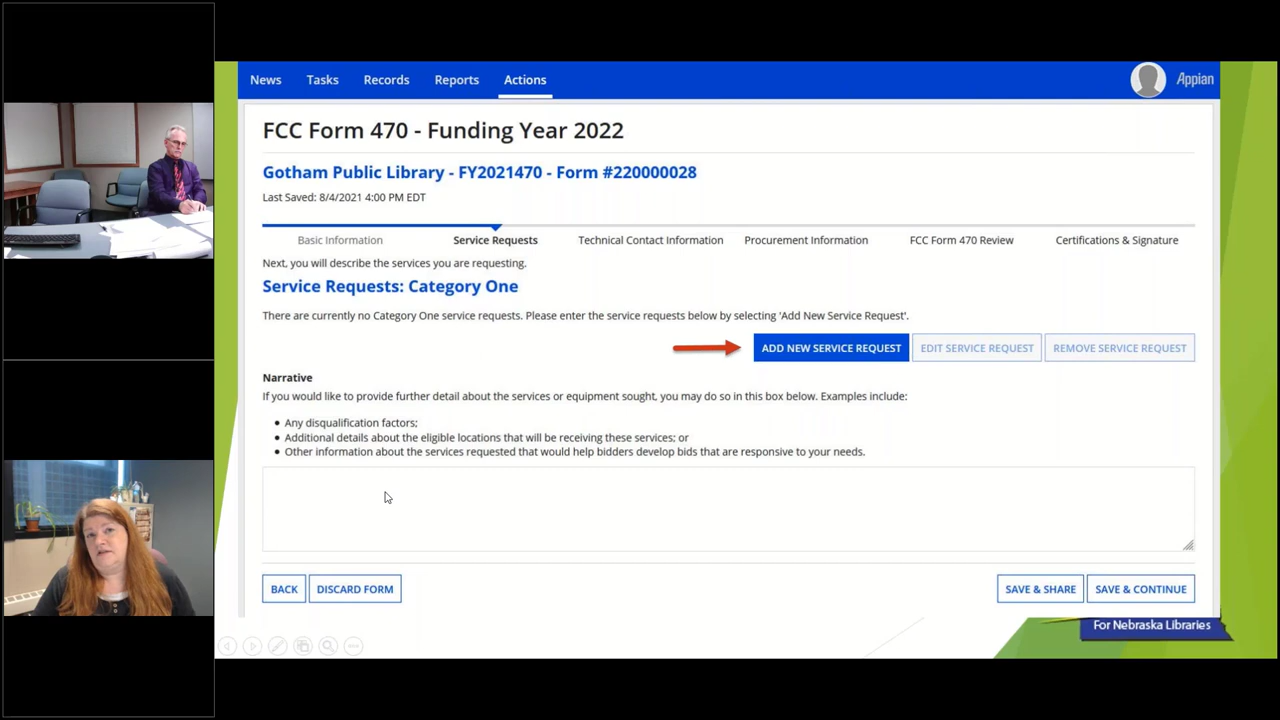 News Tasks Records Reports Actions Appian
FCC Form 470 - Funding Year 2022
Gotham Public Library - FY2021470 - Form #220000028
Last Saved: 8/4/2021 4:00 PM EDT
Basic Information Service Requests Technical Contact Information Procurement Information FCC Form 470 Review Certifications & Signature
Next, you will describe the services you are requesting.
Service Requests: Category One
There are currently no Category One service requests. Please enter the service requests below by selecting 'Add New Service Request'.
ADD NEW SERVICE REQUEST EDIT SERVICE REQUEST REMOVE SERVICE REQUEST
Narrative
If you would like to provide further detail about the services or equipment sought, you may do so in this box below. Examples include:
• Any disqualification factors;
• Additional details about the eligible locations that will be receiving these services; or
• Other information about the services requested that would help bidders develop bids that are responsive to your needs.
BACK DISCARD FORM SAVE & SHARE SAVE & CONTINUE
For Nebraska Libraries